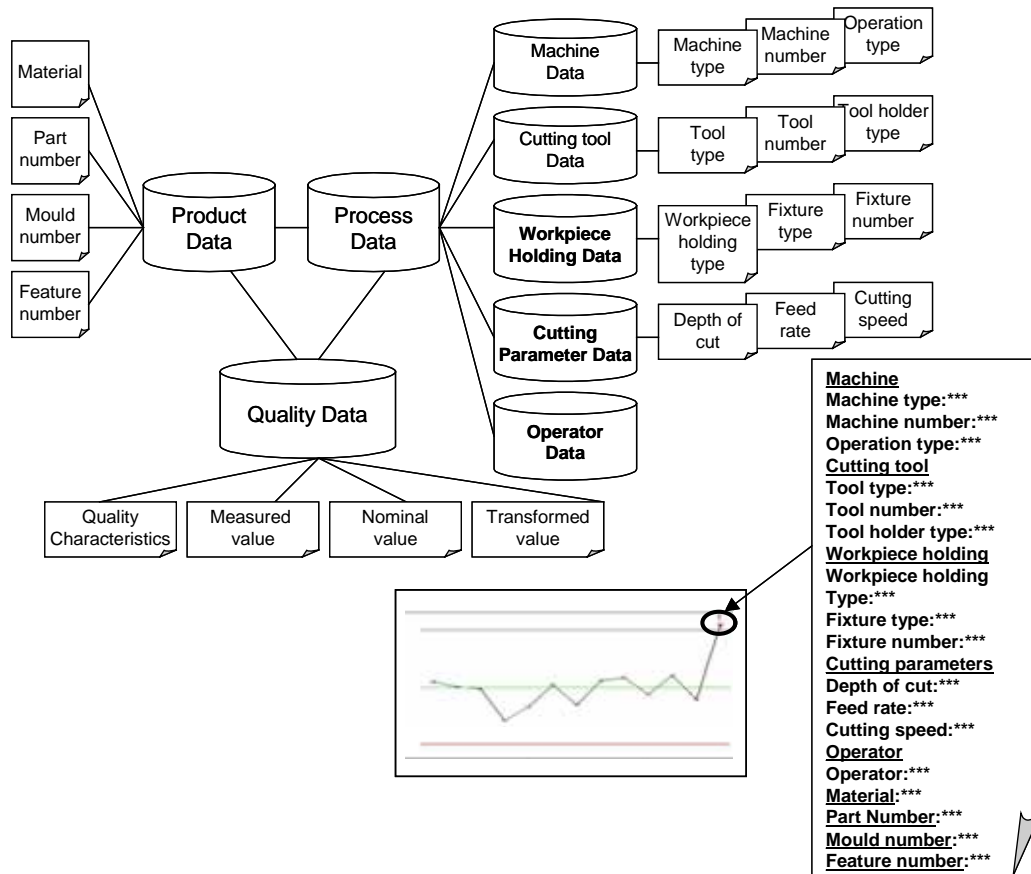 Material
Part
number
Mould
number
Feature
number
Product
Data
Process
Data
Quality Data
Quality
Characteristics
Measured
value
Nominal
value
Transformed
value
Machine
Data
Machine
type
Machine
number
Operation
type
Cutting tool
Data
Tool
type
Tool
number
Tool holder
type
Workpiece
Holding Data
Workpiece
holding
type
Fixture
type
Fixture
number
Cutting
Parameter Data
Depth of
cut
Feed
rate
Cutting
speed
Operator
Data
Machine
Machine type:***
Machine number:***
Operation type:***
Cutting tool
Tool type:***
Tool number:***
Tool holder type:***
Workpiece holding
Workpiece holding
Type:***
Fixture type:***
Fixture number:***
Cutting parameters
Depth of cut:***
Feed rate:***
Cutting speed:***
Operator
Operator:***
Material:***
Part Number:***
Mould number:***
Feature number:***